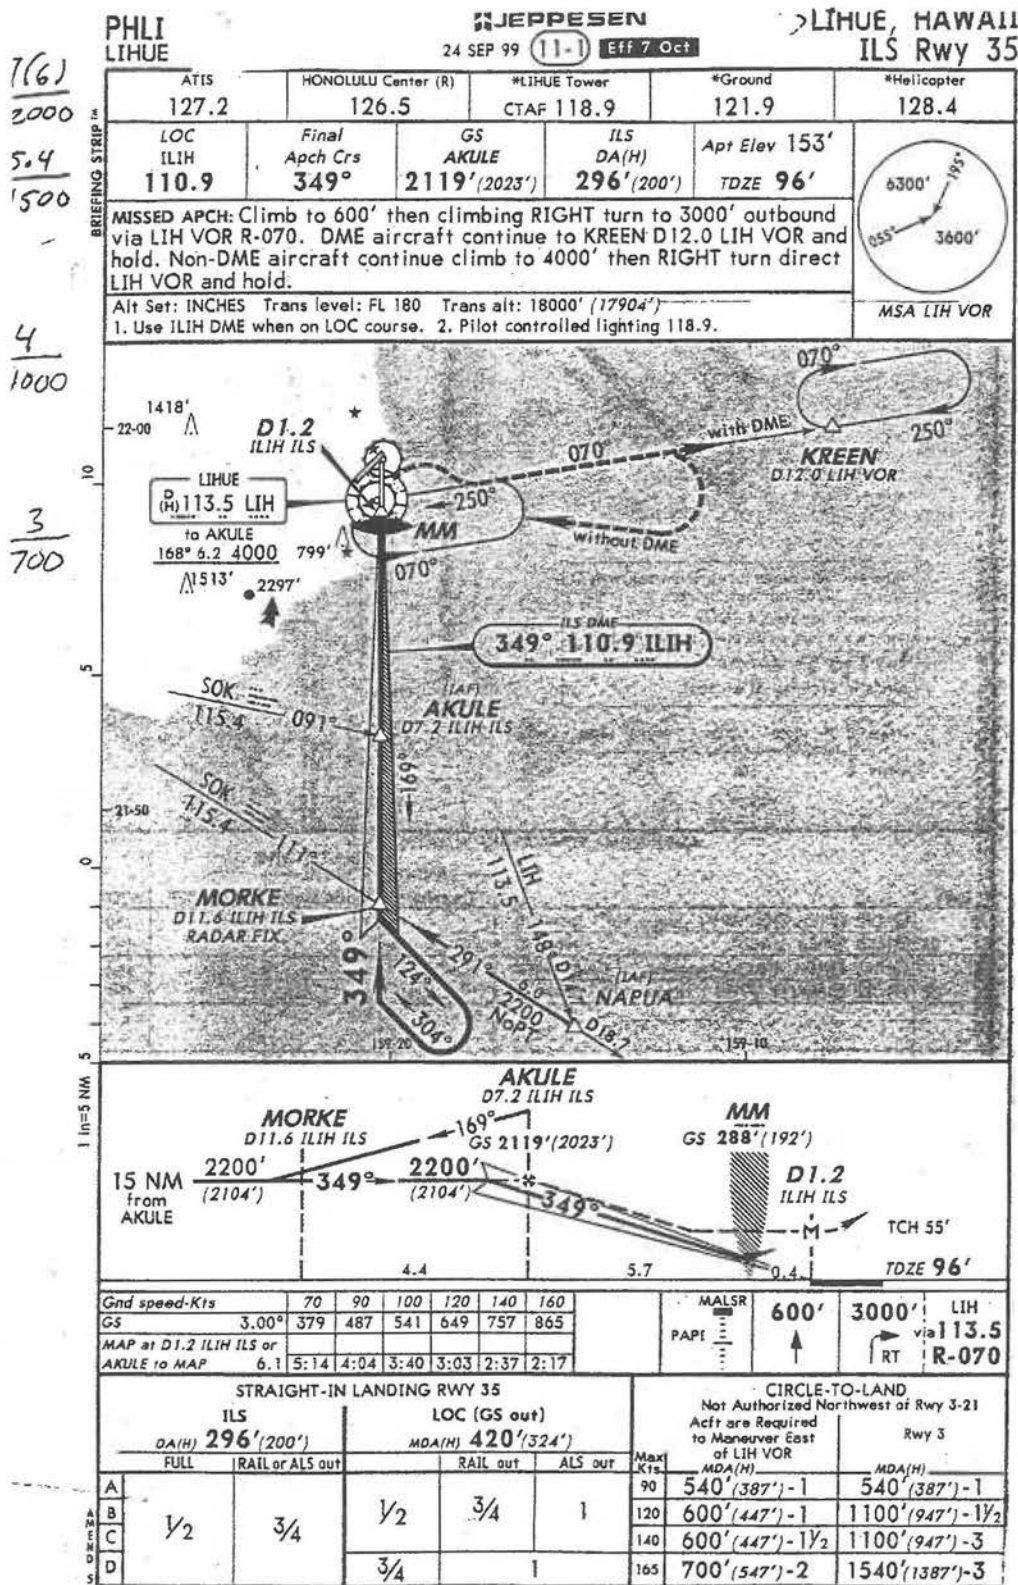 PHLI
LIHUE
JEPPESEN
24 SEP 99 11-1 Eff 7 Oct
LIHUE, HAWAII
ILS Rwy 35
7(6)
2000
5.4
1500
4
1000
3
700
BRIEFING STRIP™
ATIS
127.2
HONOLULU Center (R)
126.5
*LIHUE Tower
CTAF 118.9
*Ground
121.9
*Helicopter
128.4
LOC
ILIH
110.9
Final
Apch Crs
349°
GS
AKULE
2119' (2023')
ILS
DA(H)
296' (200')
Apt Elev 153'
TDZE 96'
6300'
195°
055°
3600'
MSA LIH VOR
MISSED APCH: Climb to 600' then climbing RIGHT turn to 3000' outbound
via LIH VOR R-070. DME aircraft continue to KREEN D12.0 LIH VOR and
hold. Non-DME aircraft continue climb to 4000' then RIGHT turn direct
LIH VOR and hold.
Alt Set: INCHES Trans level: FL 180 Trans alt: 18000' (17904')
1. Use ILIH DME when on LOC course. 2. Pilot controlled lighting 118.9.
070°
250°
with DME
KREEN
D12.0 LIH VOR
070°
1418'
22-00
D1.2
ILIH ILS
10
LIHUE
D
(H) 113.5 LIH
to AKULE
168° 6.2 4000
250°
MM
070°
without DME
799'
1513'
2297'
ILS DME
349° 110.9 ILIH
5
SOK
115.4
091°
(IAF)
AKULE
D7.2 ILIH ILS
169°
21-50
SOK
115.4
111°
0
LIH
113.5
148°
MORKE
D11.6 ILIH ILS
RADAR FIX
349°
124°
304°
291°
6.0
2200
NoPT
(IAF)
NAPUA
D18.7
159-20
159-10
5
1 in=5 NM
AKULE
D7.2 ILIH ILS
MORKE
D11.6 ILIH ILS
169°
GS 2119' (2023')
MM
GS 288' (192')
D1.2
ILIH ILS
15 NM
from
AKULE
2200'
(2104')
349°
2200'
(2104')
349°
M
TCH 55'
TDZE 96'
4.4
5.7
0.4
Gnd speed-Kts 70 90 100 120 140 160
GS 3.00° 379 487 541 649 757 865
MAP at D1.2 ILIH ILS or
AKULE to MAP 6.1 5:14 4:04 3:40 3:03 2:37 2:17
MALSR
PAPI
600'
3000'
RT
via
LIH
113.5
R-070
STRAIGHT-IN LANDING RWY 35
ILS
DA(H) 296' (200')
FULL
RAIL or ALS out
LOC (GS out)
MDA(H) 420' (324')
RAIL out
ALS out
CIRCLE-TO-LAND
Not Authorized Northwest of Rwy 3-21
Acft are Required
to Maneuver East
of LIH VOR
Rwy 3
Max
Kts
MDA(H)
MDA(H)
A
B
C
D
1/2
3/4
1/2
3/4
1
3/4
1
90 540' (387') - 1 540' (387') - 1
120 600' (447') - 1 1100' (947') - 1 1/2
140 600' (447') - 1 1/2 1100' (947') - 3
165 700' (547') - 2 1540' (1387') - 3
AMENDS